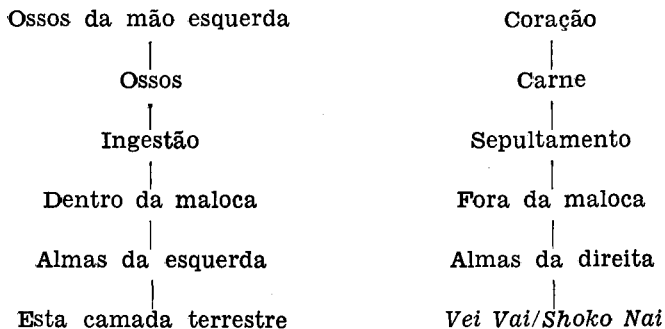 Ossos da mão esquerda Coração
Ossos Carne
Ingestão Sepultamento
Dentro da maloca Fora da maloca
Almas da esquerda Almas da direita
Esta camada terrestre Vei Vai/Shoko Nai